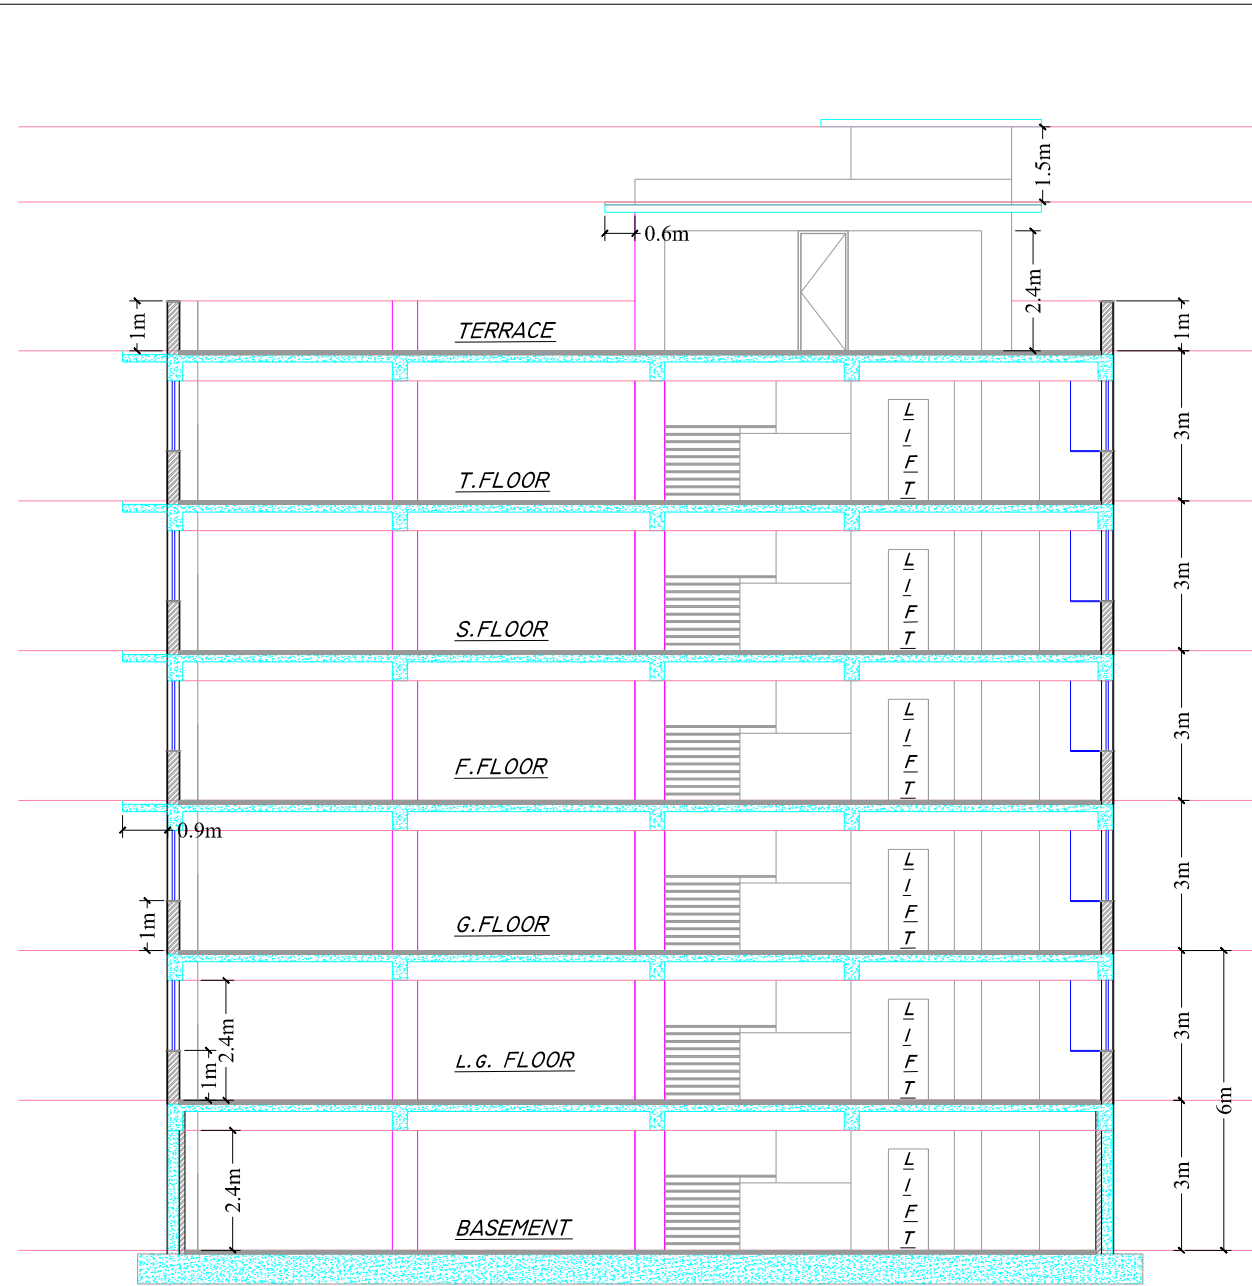 1.5m
0.6m
2.4m
1m
TERRACE
1m
3m
L
I
F
T
T.FLOOR
3m
L
I
F
T
S.FLOOR
3m
L
I
F
T
F.FLOOR
0.9m
3m
L
I
F
T
1m
G.FLOOR
3m
L
I
F
T
2.4m
1m
L.G. FLOOR
6m
3m
L
I
F
T
2.4m
BASEMENT